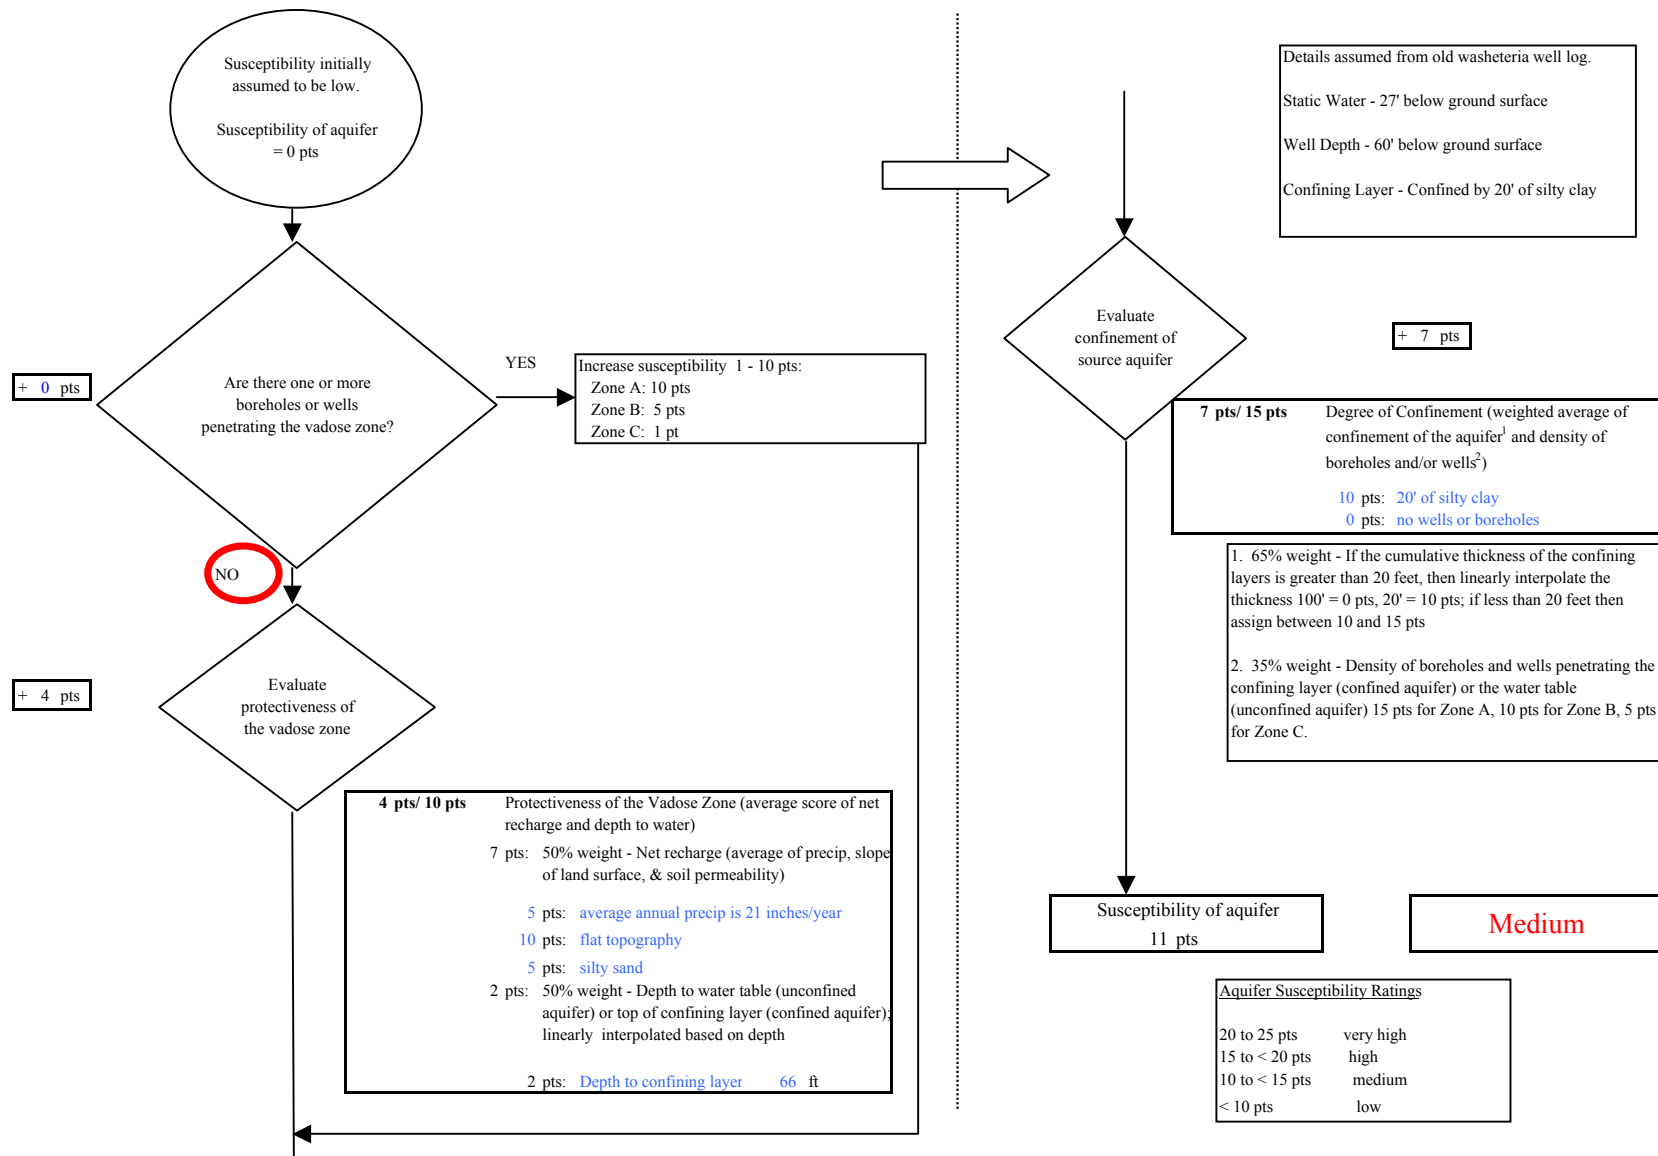 Susceptibility initially
assumed to be low.
Susceptibility of aquifer
= 0 pts
+ 0 pts
Are there one or more
boreholes or wells
penetrating the vadose zone?
YES
Increase susceptibility 1 - 10 pts:
Zone A: 10 pts
Zone B: 5 pts
Zone C: 1 pt
NO
+ 4 pts
Evaluate
protectiveness of
the vadose zone
4 pts/ 10 pts Protectiveness of the Vadose Zone (average score of net
recharge and depth to water)
7 pts: 50% weight - Net recharge (average of precip, slope
of land surface, & soil permeability)
5 pts: average annual precip is 21 inches/year
10 pts: flat topography
5 pts: silty sand
2 pts: 50% weight - Depth to water table (unconfined
aquifer) or top of confining layer (confined aquifer);
linearly interpolated based on depth
2 pts: Depth to confining layer 66 ft
Details assumed from old washeteria well log.
Static Water - 27' below ground surface
Well Depth - 60' below ground surface
Confining Layer - Confined by 20' of silty clay
Evaluate
confinement of
source aquifer
+ 7 pts
7 pts/ 15 pts Degree of Confinement (weighted average of
confinement of the aquifer1 and density of
boreholes and/or wells2)
10 pts: 20' of silty clay
0 pts: no wells or boreholes
1. 65% weight - If the cumulative thickness of the confining
layers is greater than 20 feet, then linearly interpolate the
thickness 100' = 0 pts, 20' = 10 pts; if less than 20 feet then
assign between 10 and 15 pts
2. 35% weight - Density of boreholes and wells penetrating the
confining layer (confined aquifer) or the water table
(unconfined aquifer) 15 pts for Zone A, 10 pts for Zone B, 5 pts
for Zone C.
Susceptibility of aquifer
11 pts
Medium
Aquifer Susceptibility Ratings
20 to 25 pts very high
15 to < 20 pts high
10 to < 15 pts medium
< 10 pts low